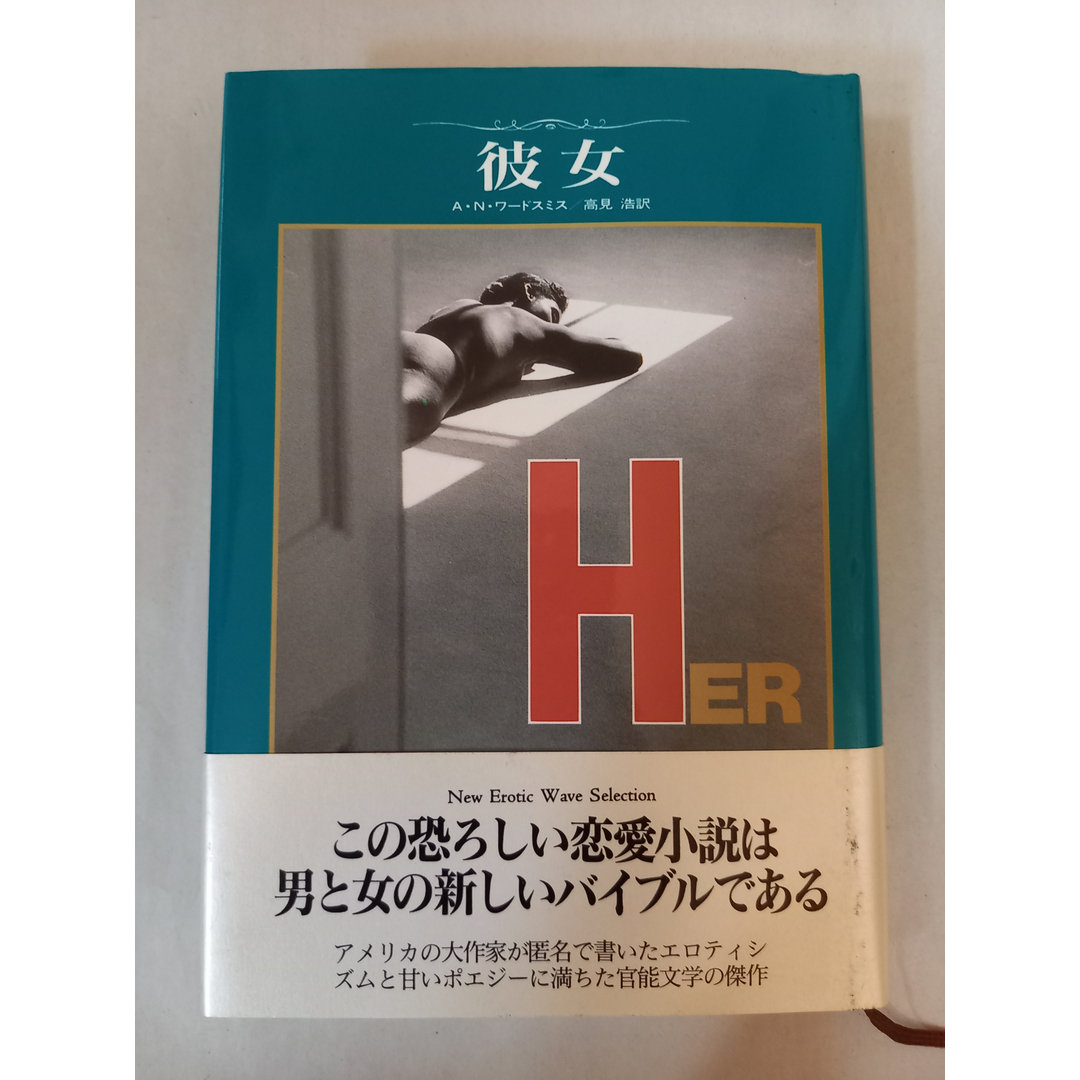 彼女
A・N・ワードスミス／高見 浩訳
HER
New Erotic Wave Selection
この恐ろしい恋愛小説は
男と女の新しいバイブルである
アメリカの大作家が匿名で書いたエロティシ
ズムと甘いポエジーに満ちた官能文学の傑作